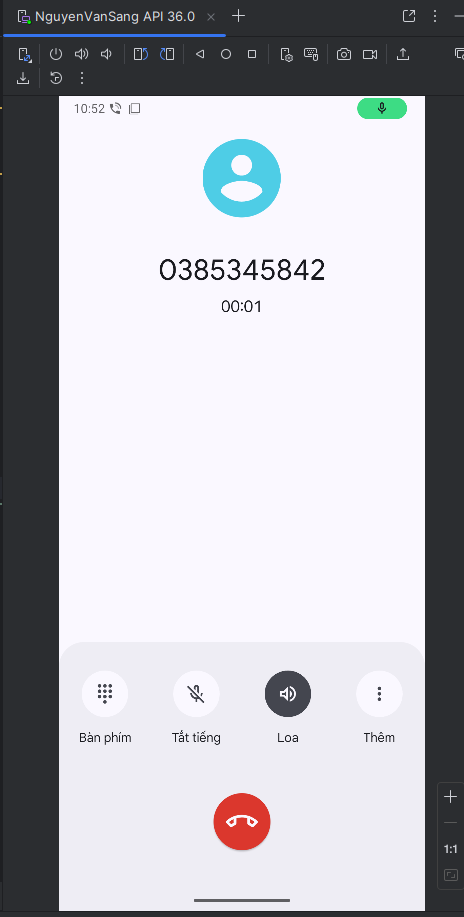 NguyenVanSang API 36.0
10:52
0385345842
00:01
Bàn phím
Tắt tiếng
Loa
Thêm
1:1